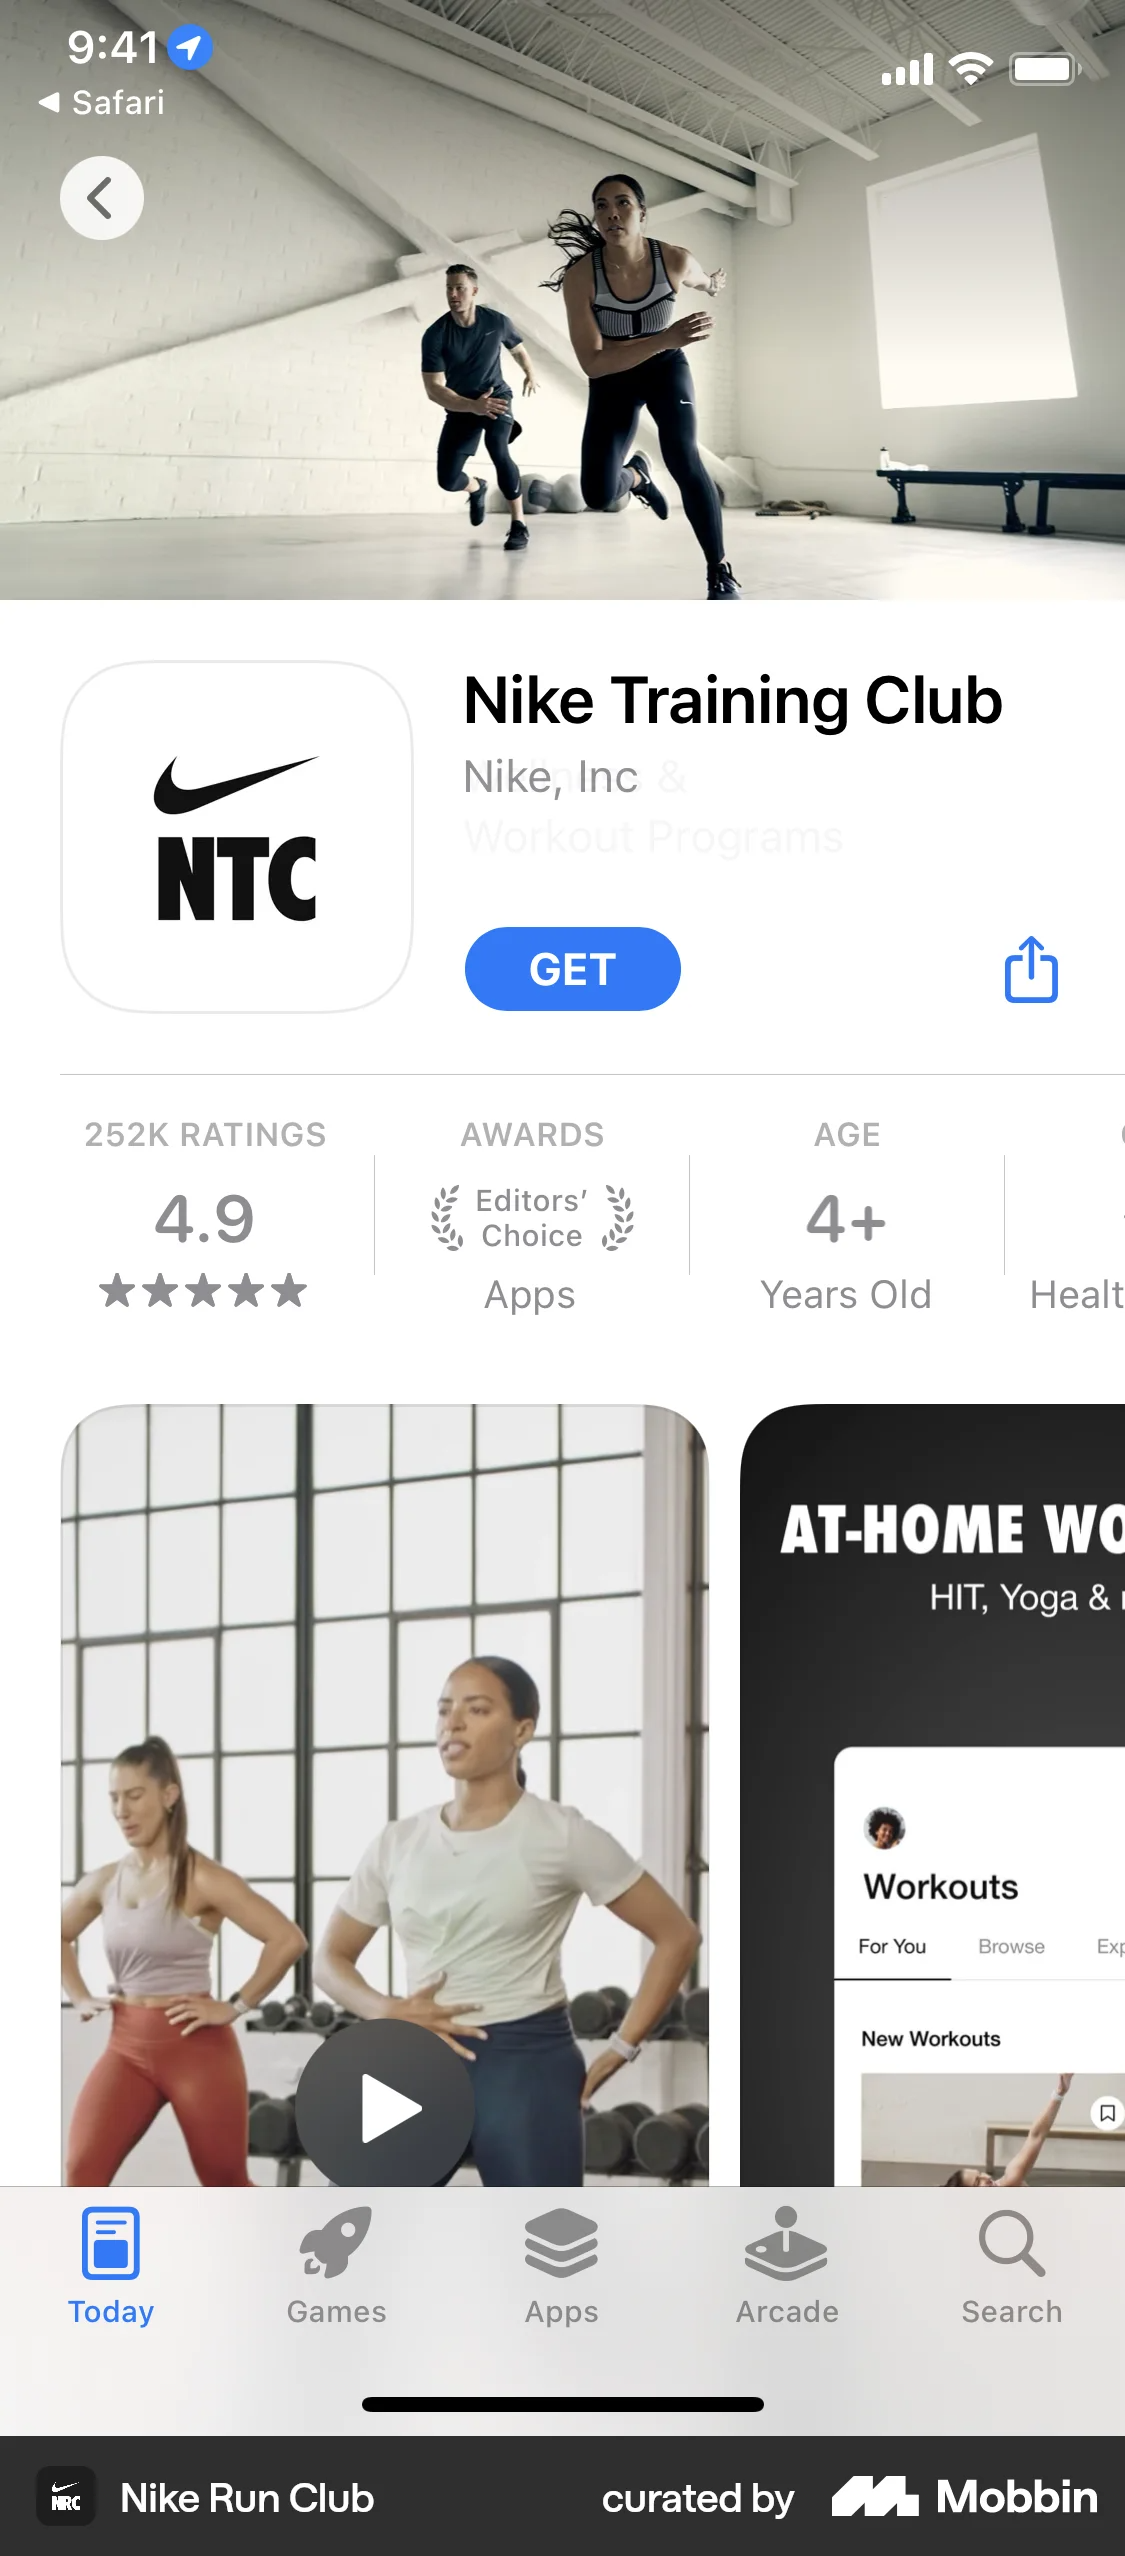 9:41
Safari
NTC
Nike Training Club
Nike, Inc
Workout Programs
GET
252K RATINGS
4.9
AWARDS
Editors'
Choice
Apps
AGE
4+
Years Old
Healt
AT-HOME WO
HIT, Yoga &
Workouts
For You
Browse
Exp
New Workouts
Today
Games
Apps
Arcade
Search
NRC
Nike Run Club
curated by
Mobbin